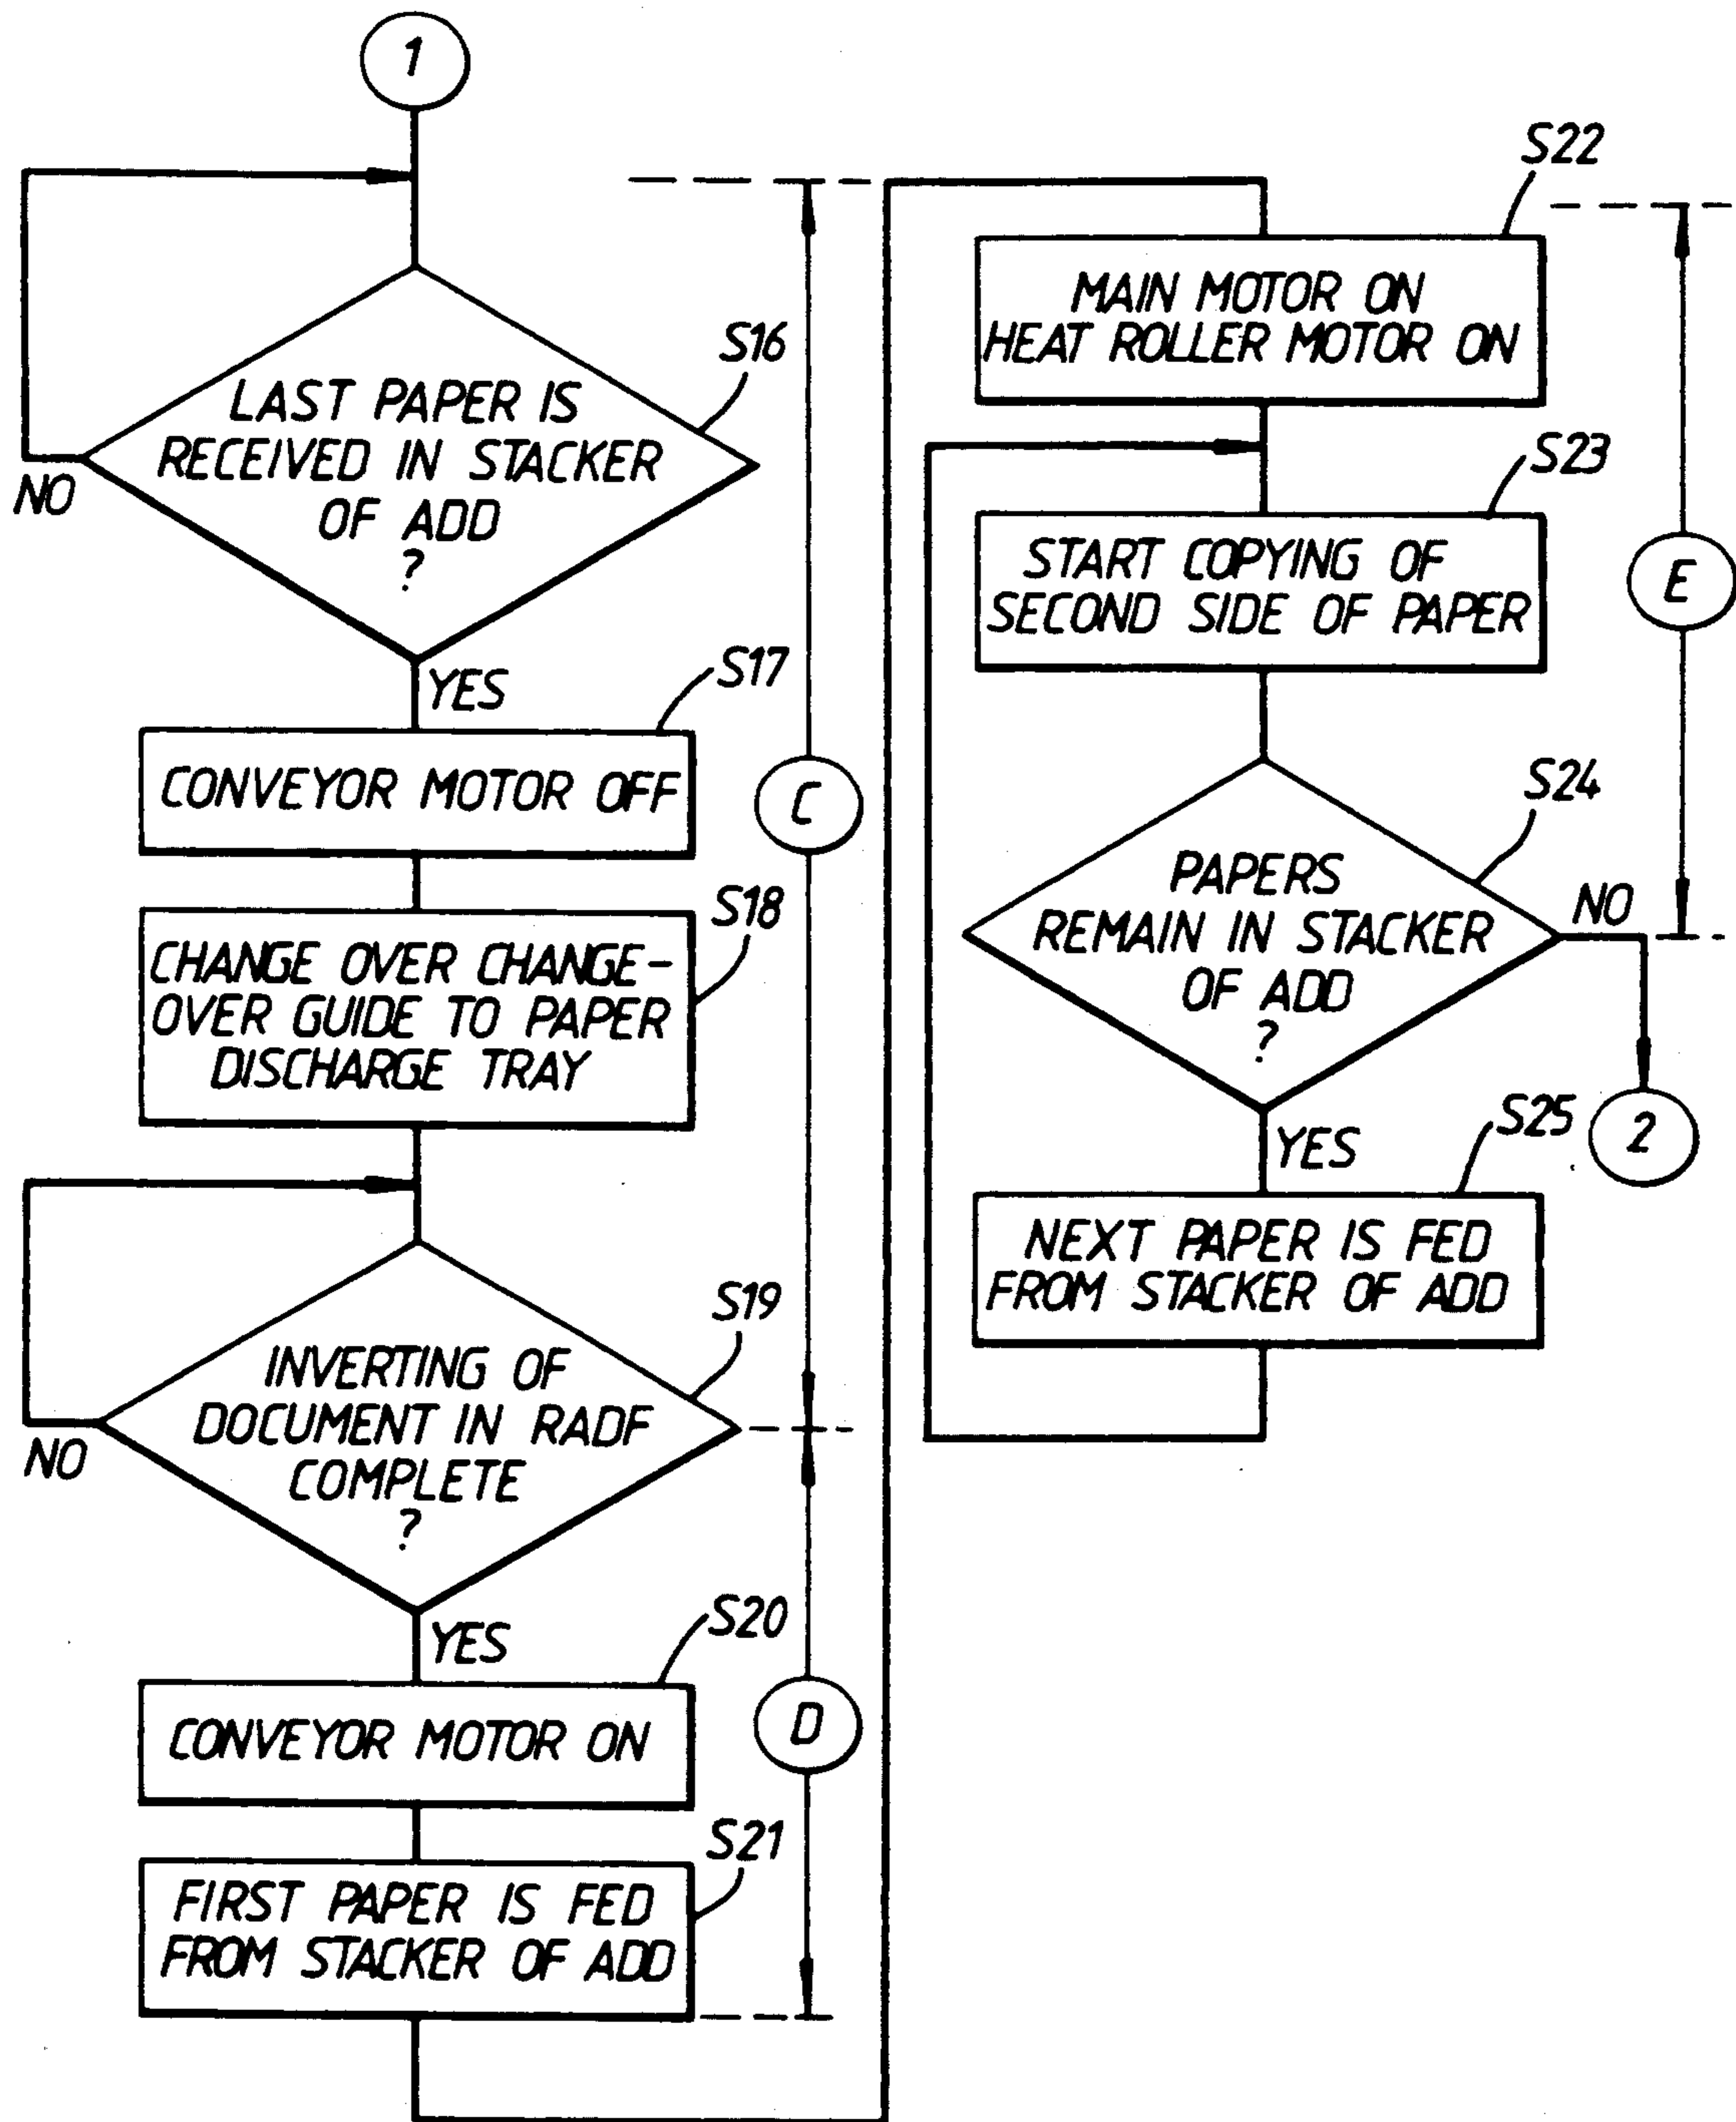 1
S16
LAST PAPER IS
RECEIVED IN STACKER
OF ADD
?
NO
YES
S17
CONVEYOR MOTOR OFF
S18
CHANGE OVER CHANGE-
OVER GUIDE TO PAPER
DISCHARGE TRAY
S19
INVERTING OF
DOCUMENT IN RADF
COMPLETE
?
NO
YES
S20
CONVEYOR MOTOR ON
S21
FIRST PAPER IS FED
FROM STACKER OF ADD
C
D
S22
MAIN MOTOR ON
HEAT ROLLER MOTOR ON
S23
START COPYING OF
SECOND SIDE OF PAPER
E
S24
PAPERS
REMAIN IN STACKER
OF ADD
?
NO
2
YES
S25
NEXT PAPER IS FED
FROM STACKER OF ADD